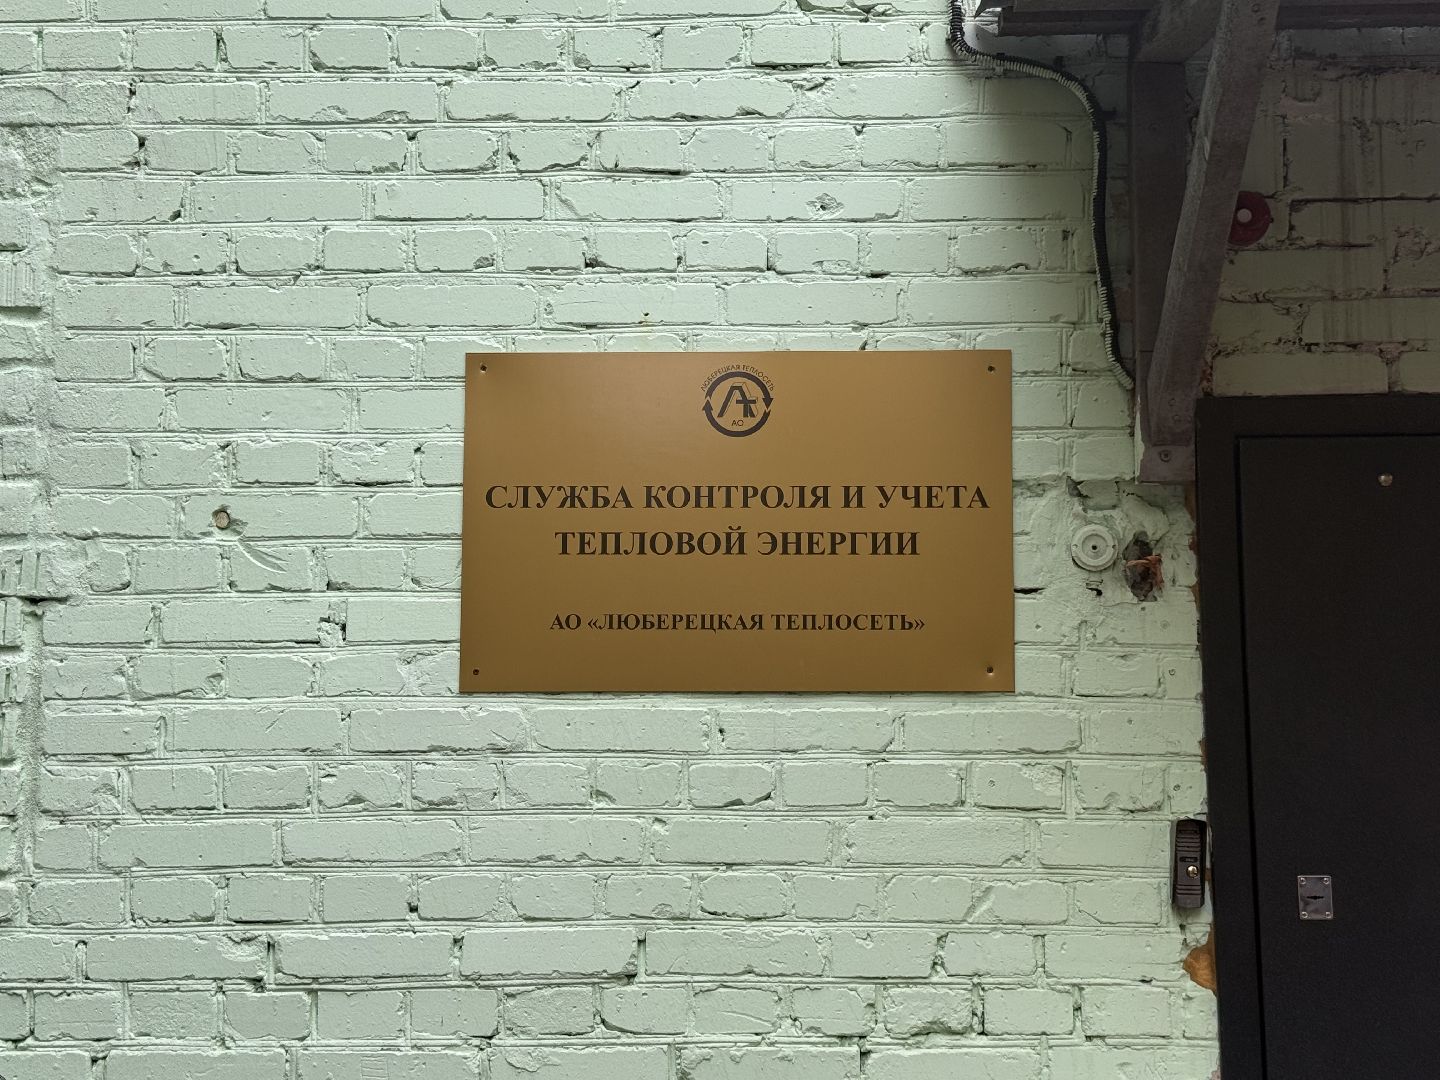 ЛЮБЕРЕЦКАЯ ТЕПЛОСЕТЬ
АО
СЛУЖБА КОНТРОЛЯ И УЧЕТА
ТЕПЛОВОЙ ЭНЕРГИИ
АО «ЛЮБЕРЕЦКАЯ ТЕПЛОСЕТЬ»